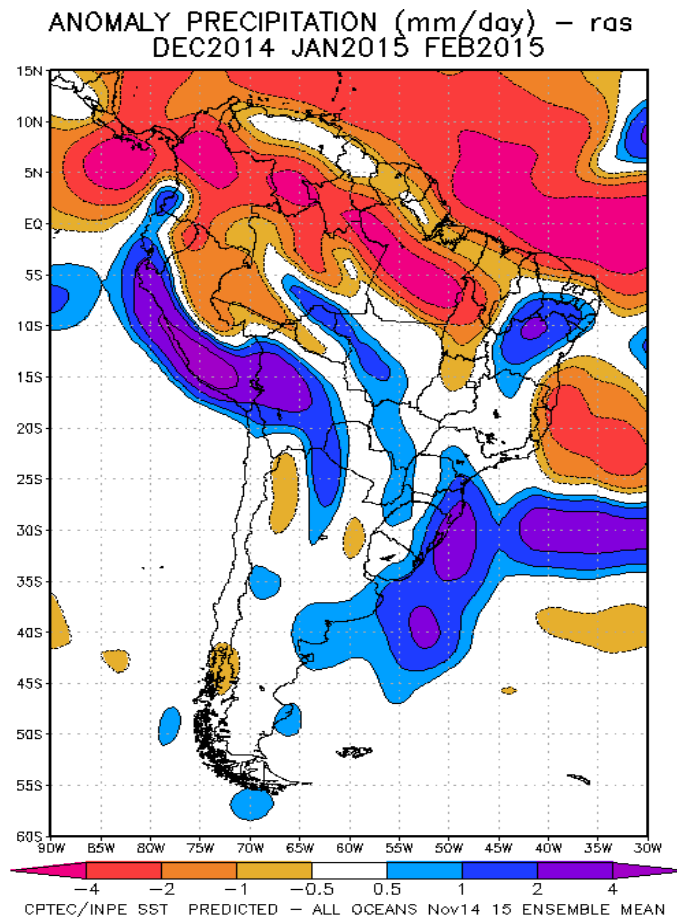 ANOMALY PRECIPITATION (mm/day) – ras
DEC2014 JAN2015 FEB2015
15N
10N
5N
EQ
5S
10S
15S
20S
25S
30S
35S
40S
45S
50S
55S
60S
90W 85W 80W 75W 70W 65W 60W 55W 50W 45W 40W 35W 30W
−4 −2 −1 −0.5 0.5 1 2 4
CPTEC/INPE SST PREDICTED – ALL OCEANS Nov14 15 ENSEMBLE MEAN